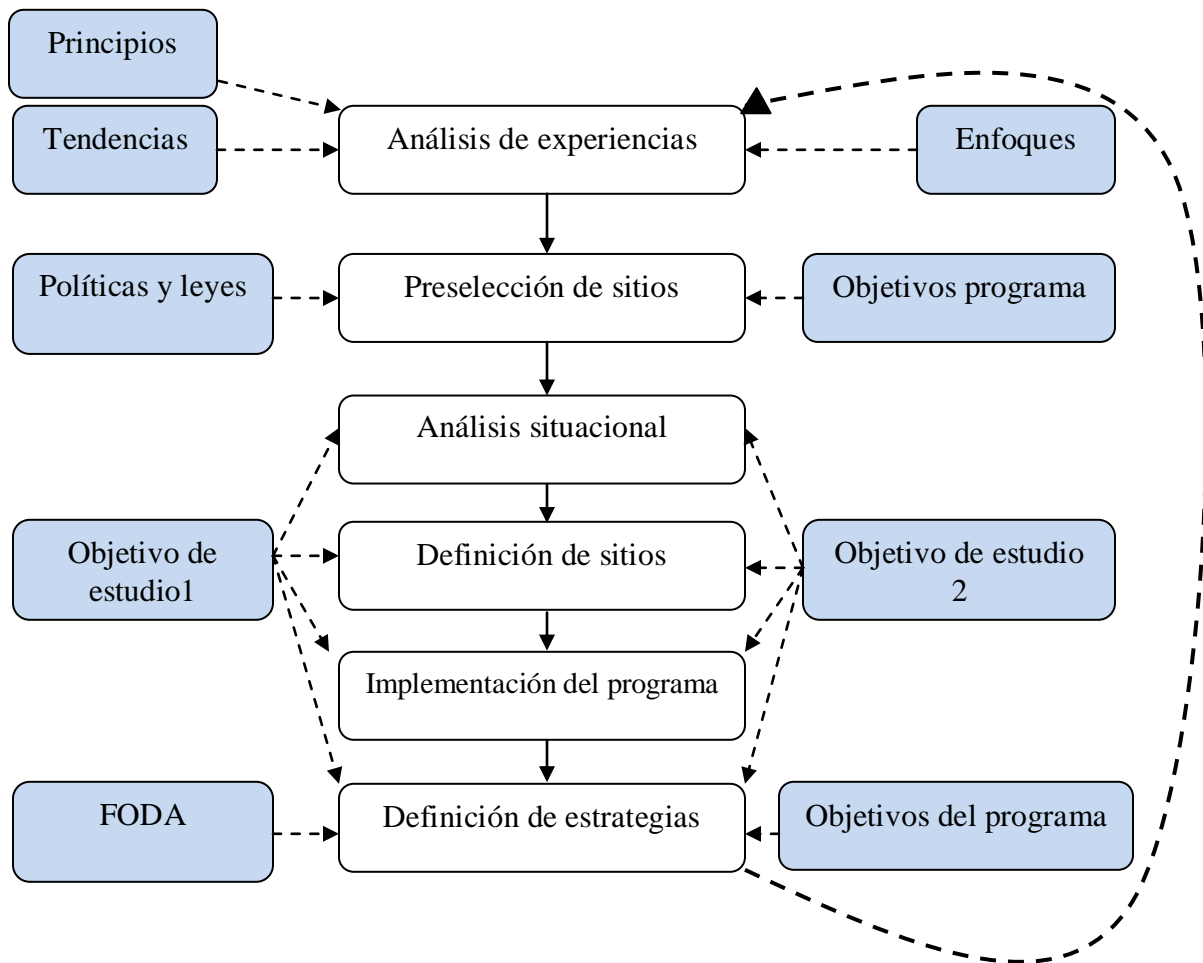 Principios
Tendencias
Análisis de experiencias
Enfoques
Políticas y leyes
Preselección de sitios
Objetivos programa
Análisis situacional
Objetivo de
estudio1
Definición de sitios
Objetivo de estudio
2
Implementación del programa
FODA
Definición de estrategias
Objetivos del programa